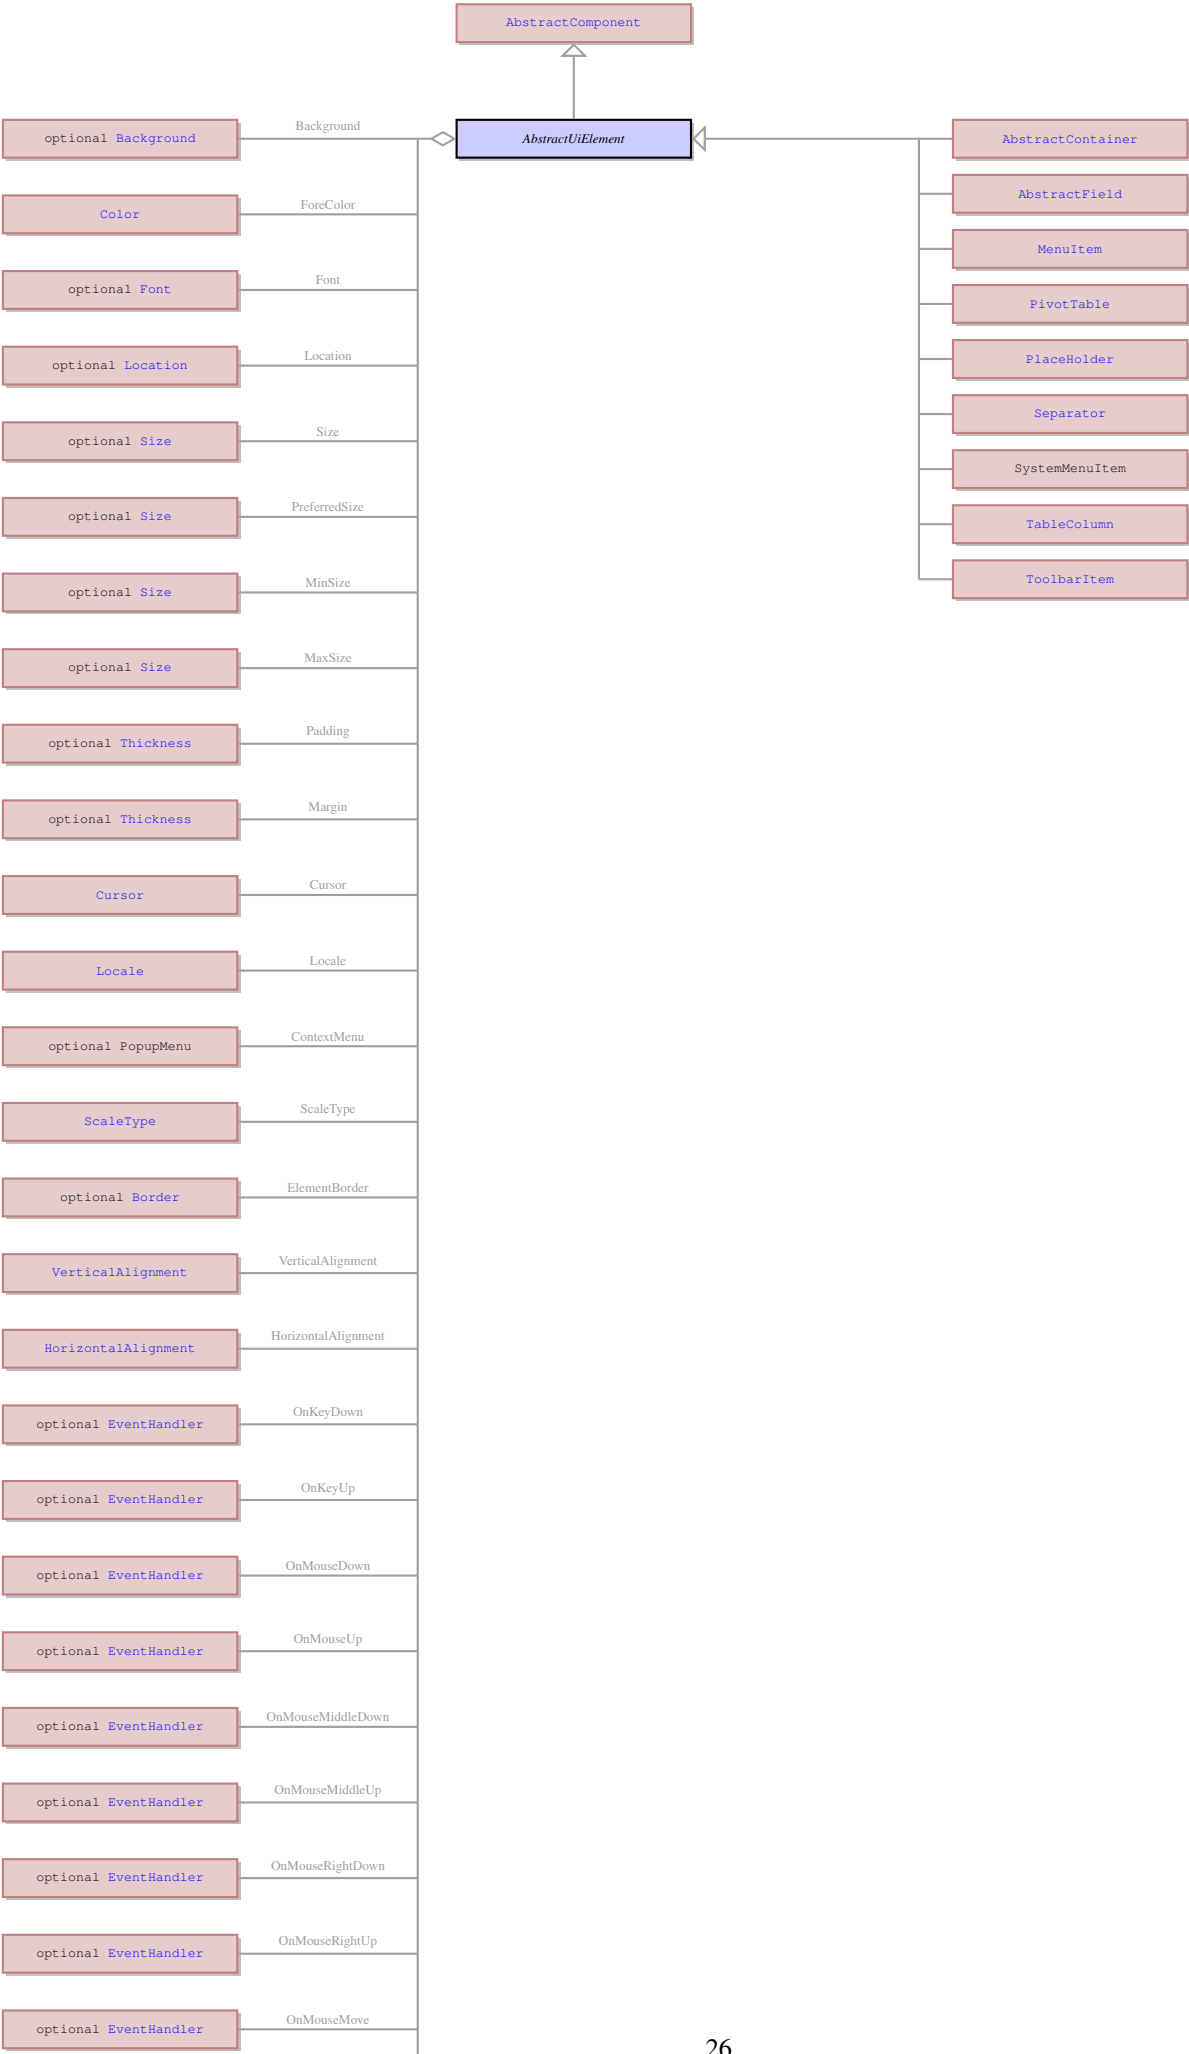 AbstractComponent
optional Background
Background
AbstractUiElement
AbstractContainer
AbstractField
MenuItem
PivotTable
PlaceHolder
Separator
SystemMenuItem
TableColumn
ToolbarItem
Color
ForeColor
optional Font
Font
optional Location
Location
optional Size
Size
optional Size
PreferredSize
optional Size
MinSize
optional Size
MaxSize
optional Thickness
Padding
optional Thickness
Margin
Cursor
Cursor
Locale
Locale
optional PopupMenu
ContextMenu
ScaleType
ScaleType
optional Border
ElementBorder
VerticalAlignment
VerticalAlignment
HorizontalAlignment
HorizontalAlignment
optional EventHandler
OnKeyDown
optional EventHandler
OnKeyUp
optional EventHandler
OnMouseDown
optional EventHandler
OnMouseUp
optional EventHandler
OnMouseMiddleDown
optional EventHandler
OnMouseMiddleUp
optional EventHandler
OnMouseRightDown
optional EventHandler
OnMouseRightUp
optional EventHandler
OnMouseMove
26